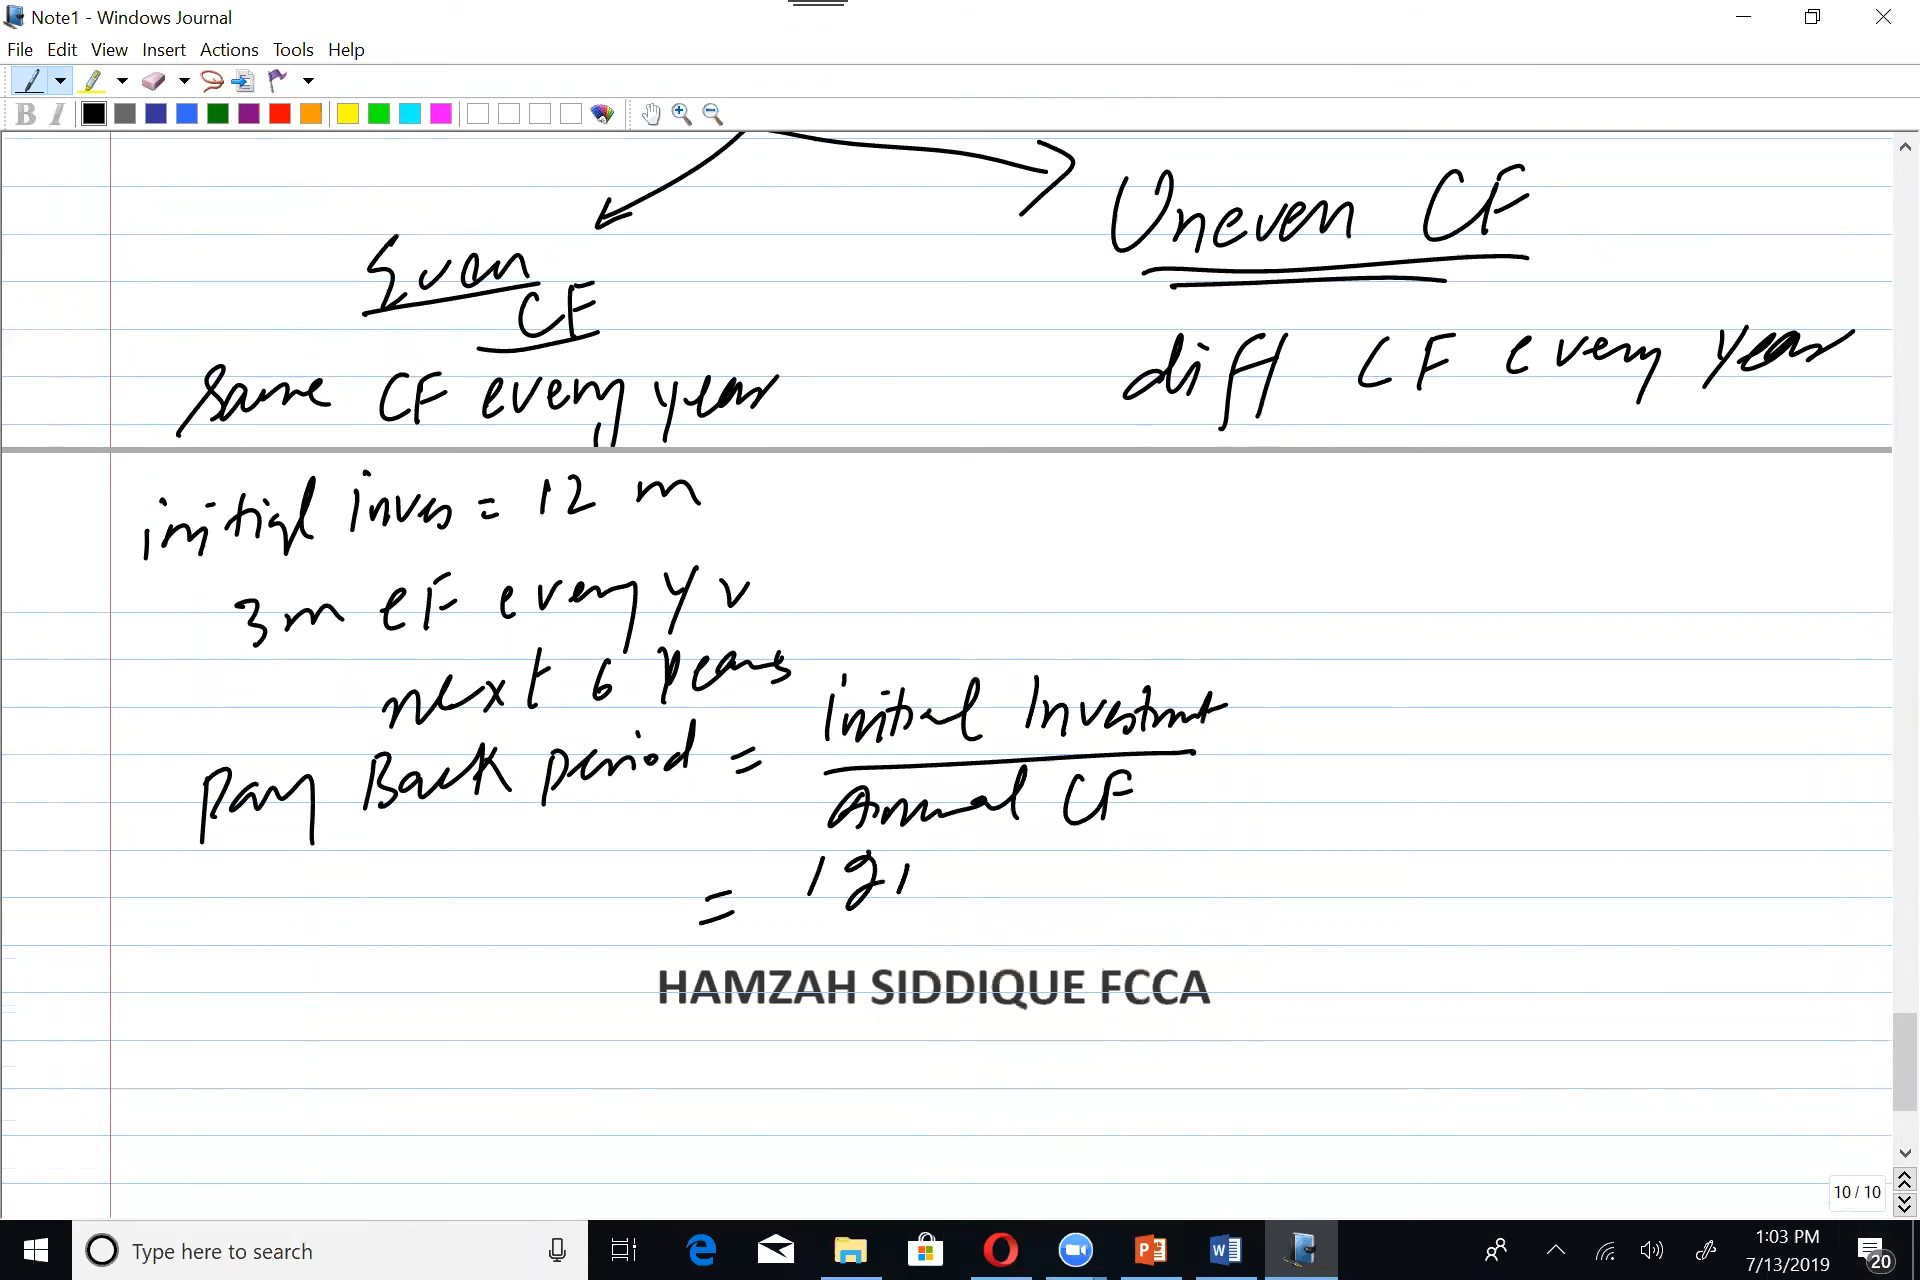 Note1 - Windows Journal
File Edit View Insert Actions Tools Help
B I
Uneven CF
Even
CF
diff CF every year
same CF every year
initial inves = 12 m
3m CF every yr
next 6 years
Pay Back period = Initial Investment
Annual CF
= 12
HAMZAH SIDDIQUE FCCA
10 / 10
Type here to search
1:03 PM
7/13/2019
20